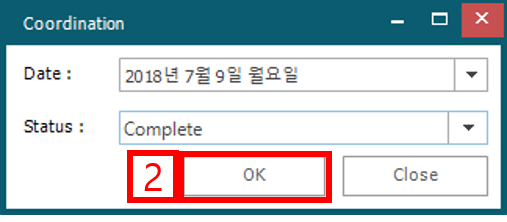 Coordination
Date : 2018년 7월 9일 월요일
Status : Complete
2 OK Close